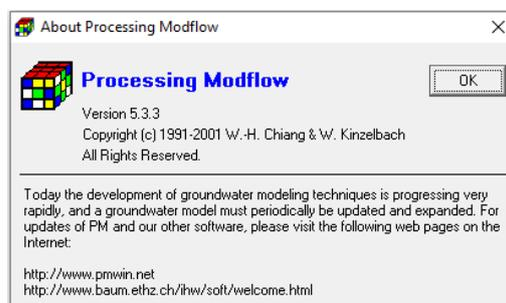 About Processing Modflow
Processing Modflow
OK
Version 5.3.3
Copyright (c) 1991-2001 W.-H. Chiang & W. Kinzelbach
All Rights Reserved.
Today the development of groundwater modeling techniques is progressing very
rapidly, and a groundwater model must periodically be updated and expanded. For
updates of PM and our other software, please visit the following web pages on the
Internet:
http://www.pmwin.net
http://www.baum.ethz.ch/ihw/soft/welcome.html